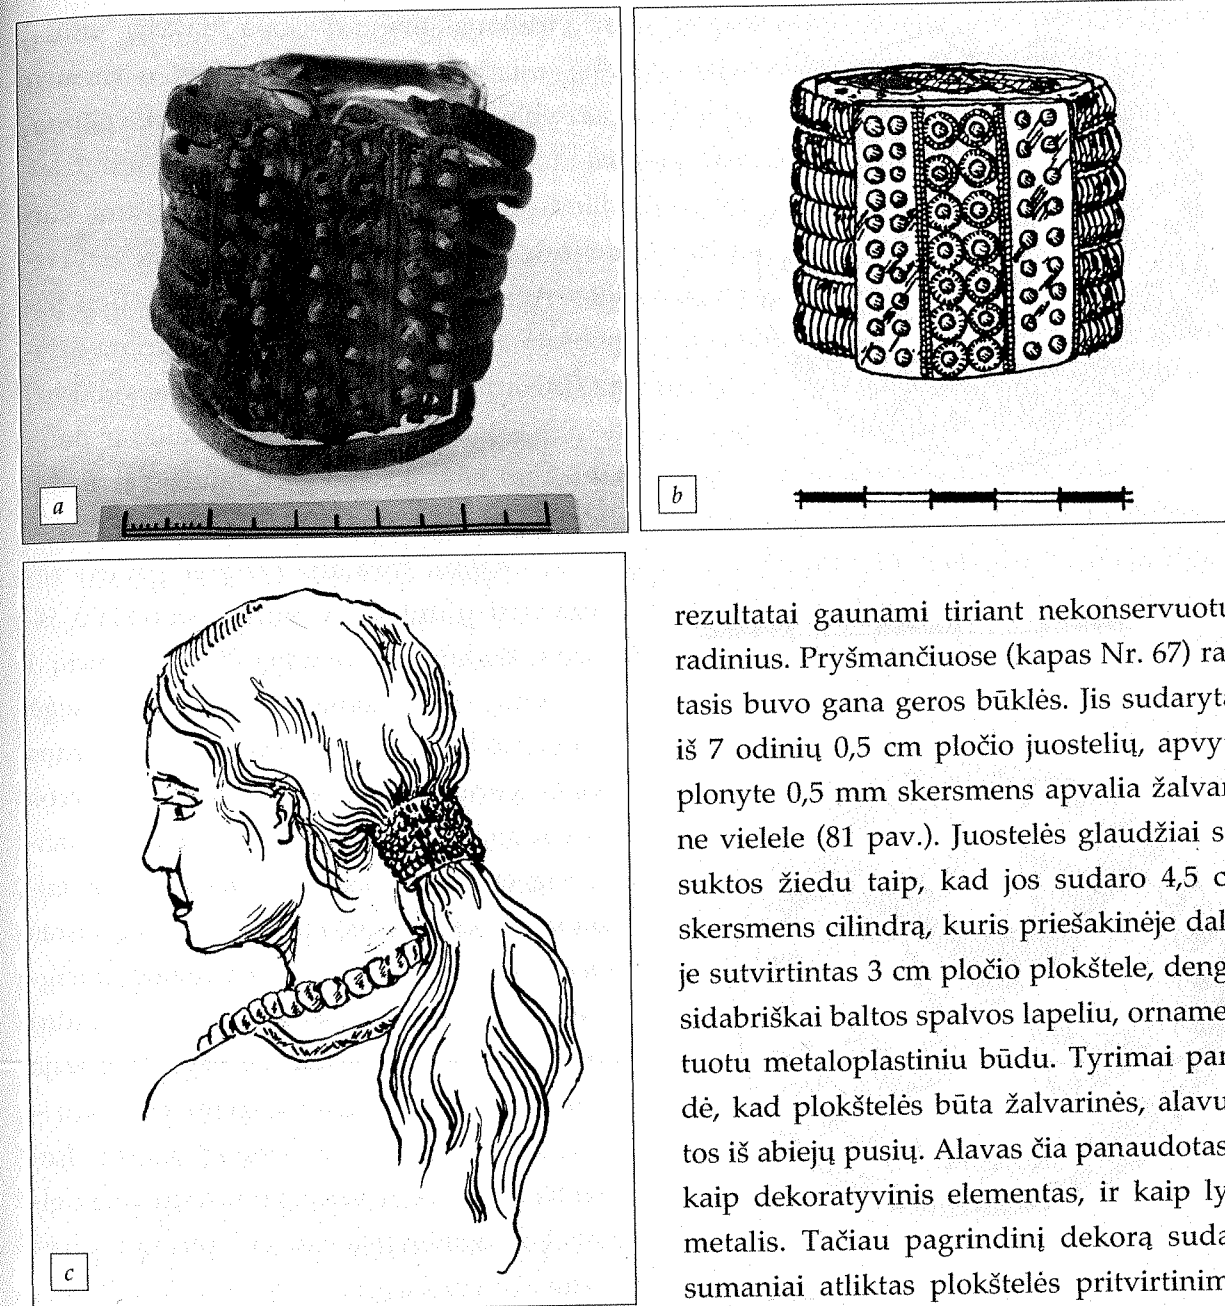 a
b
c
rezultatai gaunami tiriant nekonservuotu
radinius. Pryšmančiuose (kapas Nr. 67) ra
tasis buvo gana geros būklės. Jis sudaryta
iš 7 odinių 0,5 cm pločio juostelių, apvy
plonyte 0,5 mm skersmens apvalia žalvar
ne vielele (81 pav.). Juostelės glaudžiai s
suktos žiedu taip, kad jos sudaro 4,5 c
skersmens cilindrą, kuris priešakinėje dal
je sutvirtintas 3 cm pločio plokštele, deng
sidabriškai baltos spalvos lapeliu, orname
tuotu metaloplastiniu būdu. Tyrimai par
dė, kad plokštelės būta žalvarinės, alavu
tos iš abiejų pusių. Alavas čia panaudotas
kaip dekoratyvinis elementas, ir kaip ly
metalis. Tačiau pagrindinį dekorą suda
sumaniai atliktas plokštelės pritvirtinim